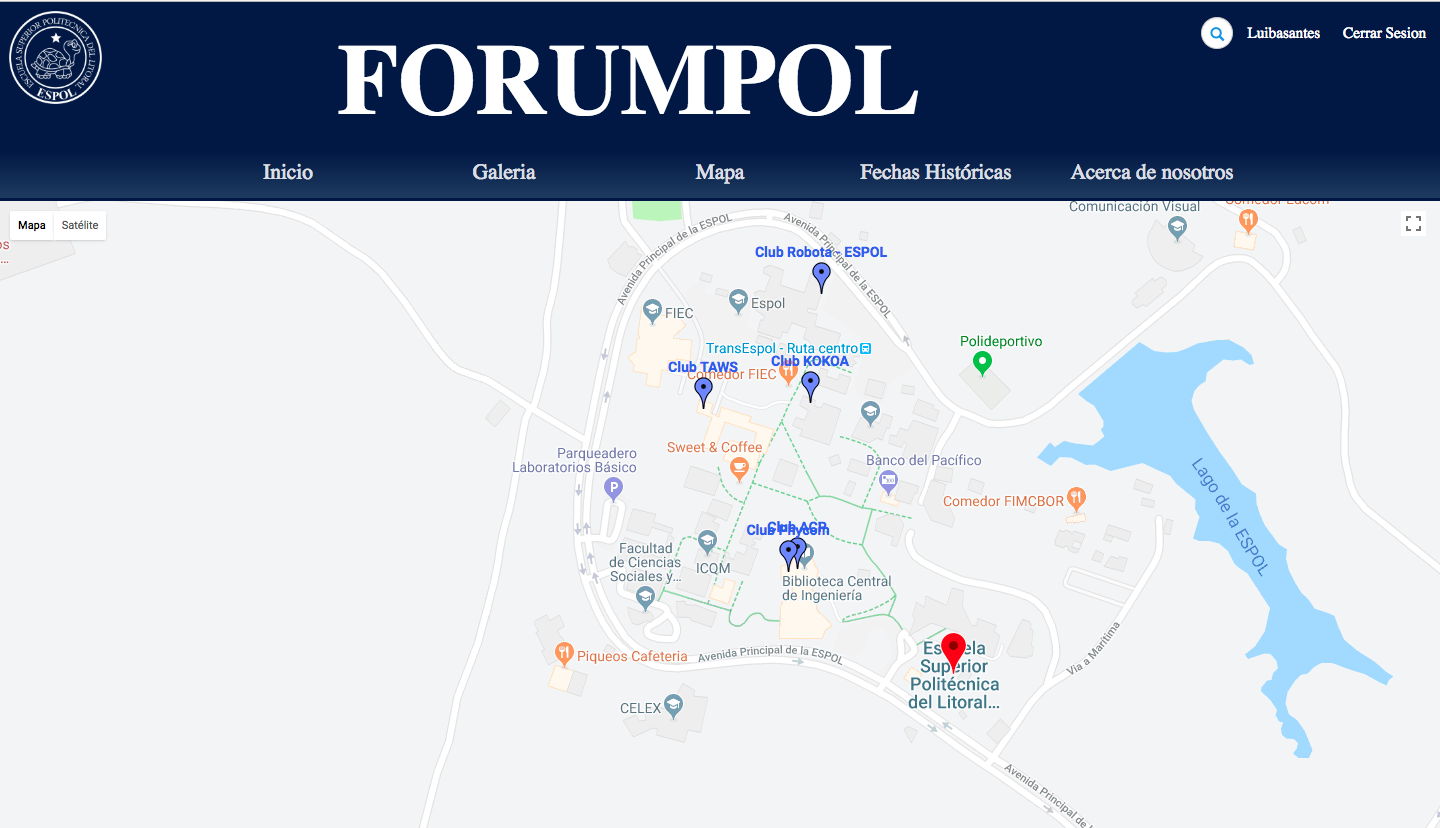 ESCUELA SUPERIOR POLITECNICA DEL LITORAL
ESPOL
FORUMPOL
Luibasantes
Cerrar Sesion
Inicio
Galeria
Mapa
Fechas Históricas
Acerca de nosotros
Mapa
Satélite
Comunicación Visual
Comedor Edcom
Avenida Principal de la ESPOL
Avenida Principal de la ESPOL
Club Robota - ESPOL
Espol
FIEC
TransEspol - Ruta centro
Club KOKOA
Club TAWS
Comedor FIEC
Polideportivo
Sweet & Coffee
Parqueadero
Laboratorios Básico
P
Banco del Pacífico
Comedor FIMCBOR
Lago de la ESPOL
Club ACP
Club
Facultad
de Ciencias
Sociales y...
ICQM
Biblioteca Central
de Ingeniería
Piqueos Cafeteria
Avenida Principal de la ESPOL
Superior
Politécnica
del Litoral...
Via a Marítima
CELEX
Avenida Principal de la ESPOL